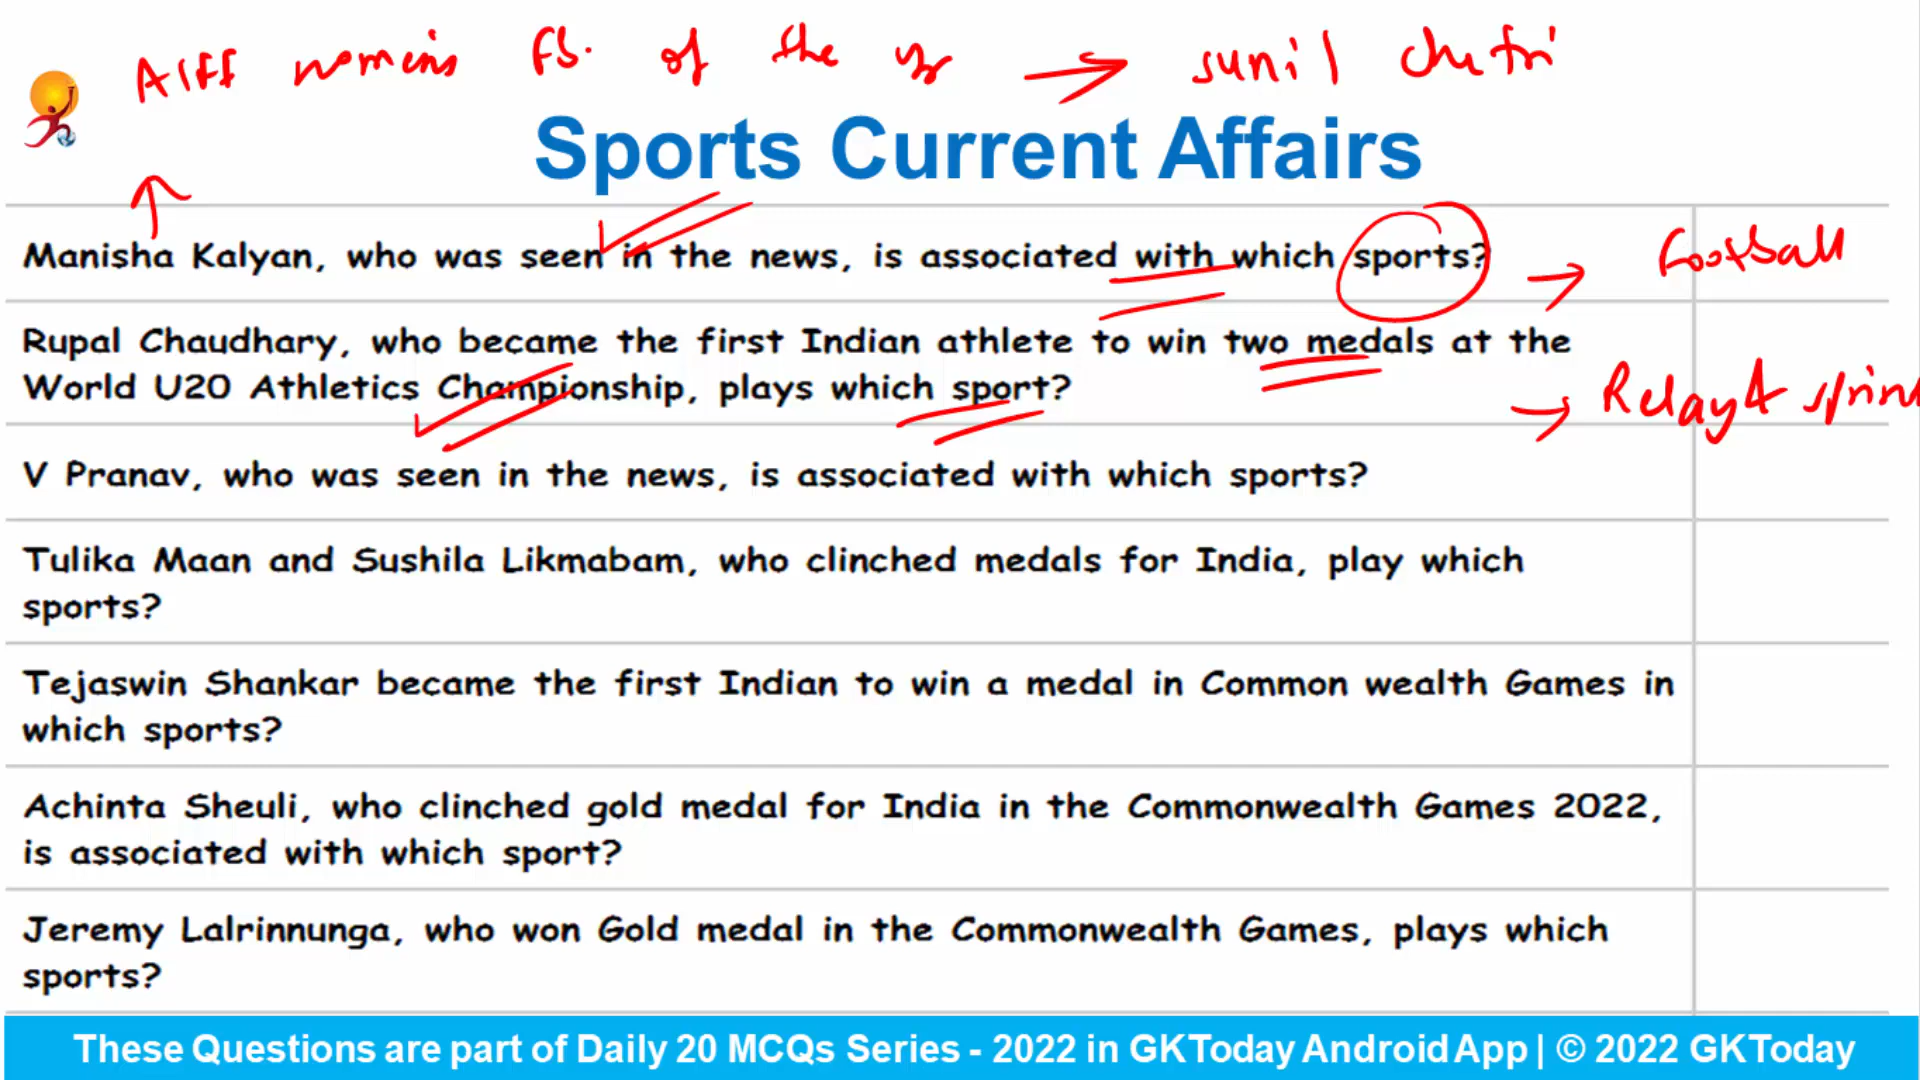 AIFF women's FB. of the yr → sunil chetri
Sports Current Affairs
Manisha Kalyan, who was seen in the news, is associated with which sports?
→ Football
Rupal Chaudhary, who became the first Indian athlete to win two medals at the
World U20 Athletics Championship, plays which sport?
→ Relay & sprint
V Pranav, who was seen in the news, is associated with which sports?
Tulika Maan and Sushila Likmabam, who clinched medals for India, play which
sports?
Tejaswin Shankar became the first Indian to win a medal in Common wealth Games in
which sports?
Achinta Sheuli, who clinched gold medal for India in the Commonwealth Games 2022,
is associated with which sport?
Jeremy Lalrinnunga, who won Gold medal in the Commonwealth Games, plays which
sports?
These Questions are part of Daily 20 MCQs Series - 2022 in GKToday Android App | © 2022 GKToday